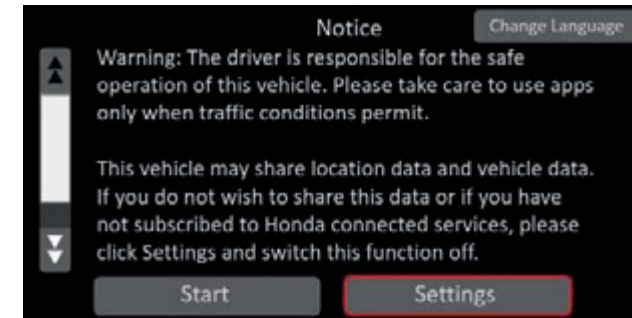 Notice
Change Language
Warning: The driver is responsible for the safe
operation of this vehicle. Please take care to use apps
only when traffic conditions permit.
This vehicle may share location data and vehicle data.
If you do not wish to share this data or if you have
not subscribed to Honda connected services, please
click Settings and switch this function off.
Start
Settings